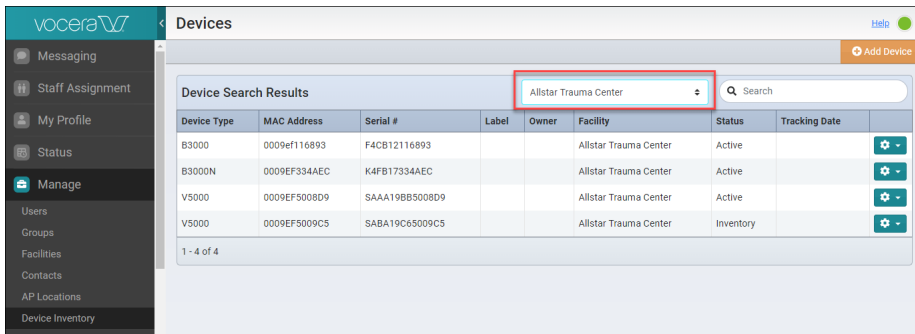 vocera
Devices
Help
Messaging
Staff Assignment
My Profile
Status
Manage
Users
Groups
Facilities
Contacts
AP Locations
Device Inventory
Add Device
Device Search Results
Allstar Trauma Center
Search
Device Type MAC Address Serial # Label Owner Facility Status Tracking Date
B3000 0009ef116893 F4CB12116893 Allstar Trauma Center Active
B3000N 0009EF334AEC K4FB17334AEC Allstar Trauma Center Active
V5000 0009EF5008D9 SAAA19BB5008D9 Allstar Trauma Center Active
V5000 0009EF5009C5 SABA19C65009C5 Allstar Trauma Center Inventory
1 - 4 of 4